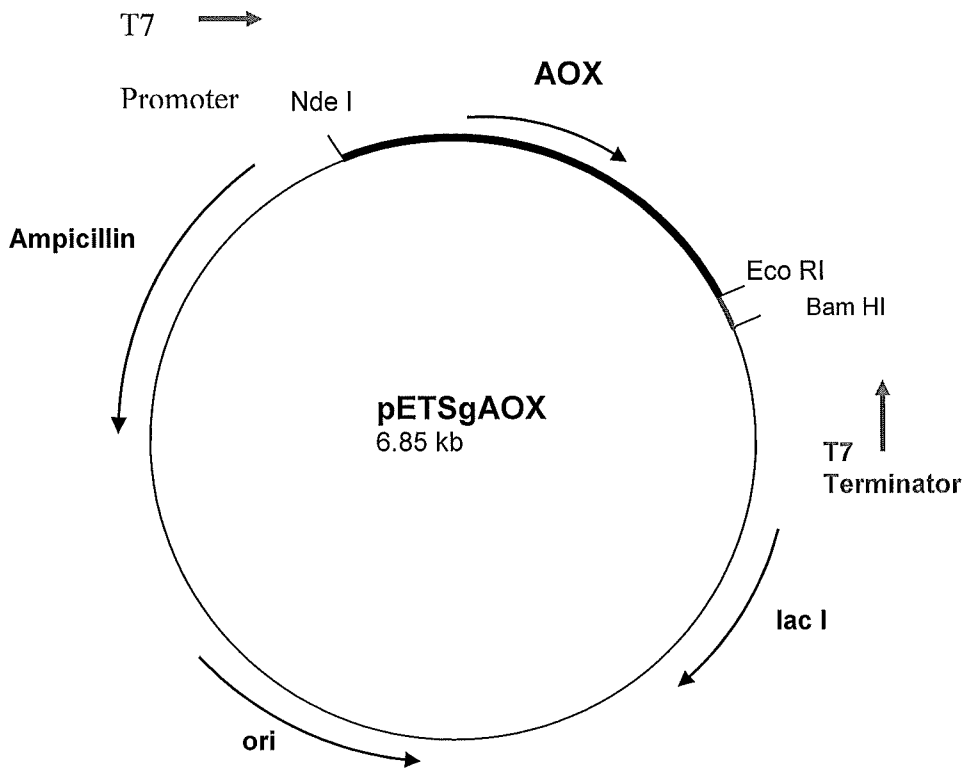 T7
Promoter
Nde I
AOX
Ampicillin
Eco RI
Bam HI
pETSgAOX
6.85 kb
T7
Terminator
lac I
ori